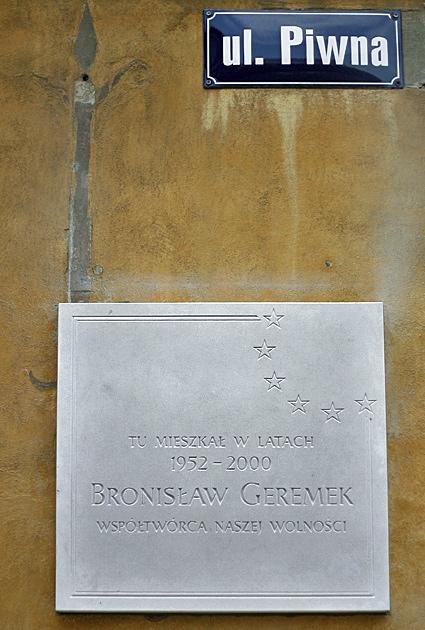 ul. Piwna
TU MIESZKAŁ W LATACH
1952 – 2000
BRONISŁAW GEREMEK
WSPÓŁTWÓRCA NASZEJ WOLNOŚCI